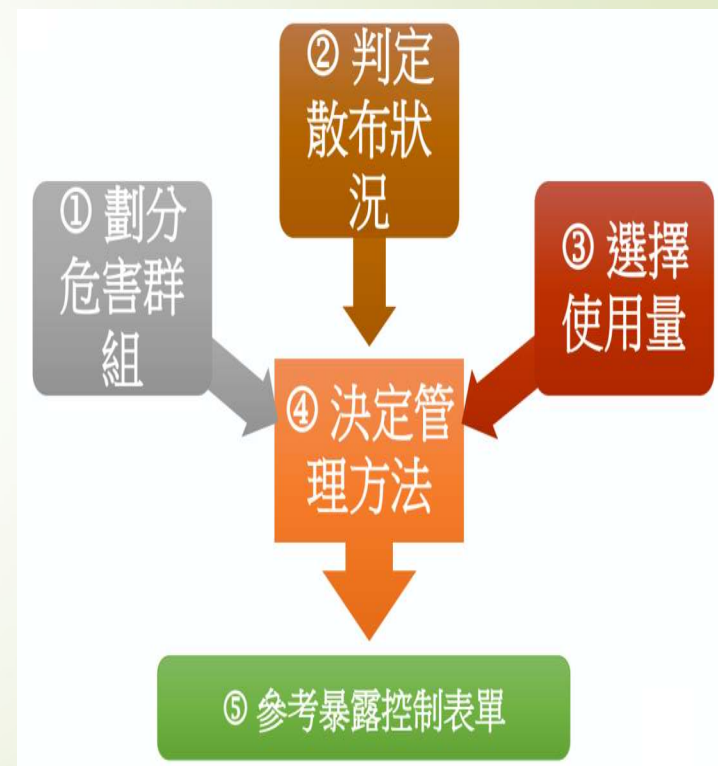 ① 劃分
危害群
組
② 判定
散布狀
況
③ 選擇
使用量
④ 決定管
理方法
⑤ 參考暴露控制表單